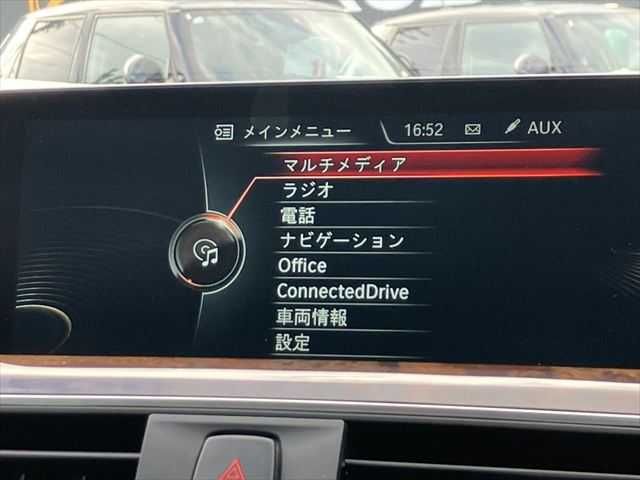 メインメニュー 16:52 AUX
マルチメディア
ラジオ
電話
ナビゲーション
Office
ConnectedDrive
車両情報
設定